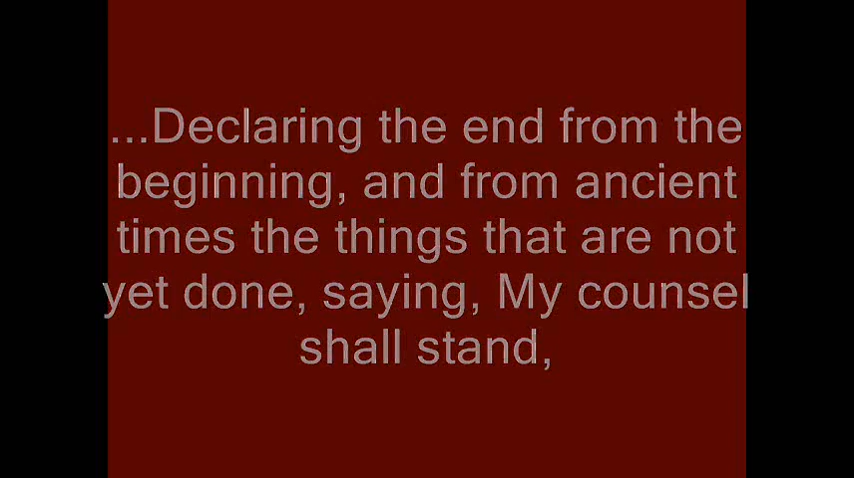 ...Declaring the end from the
beginning, and from ancient
times the things that are not
yet done, saying, My counsel
shall stand,